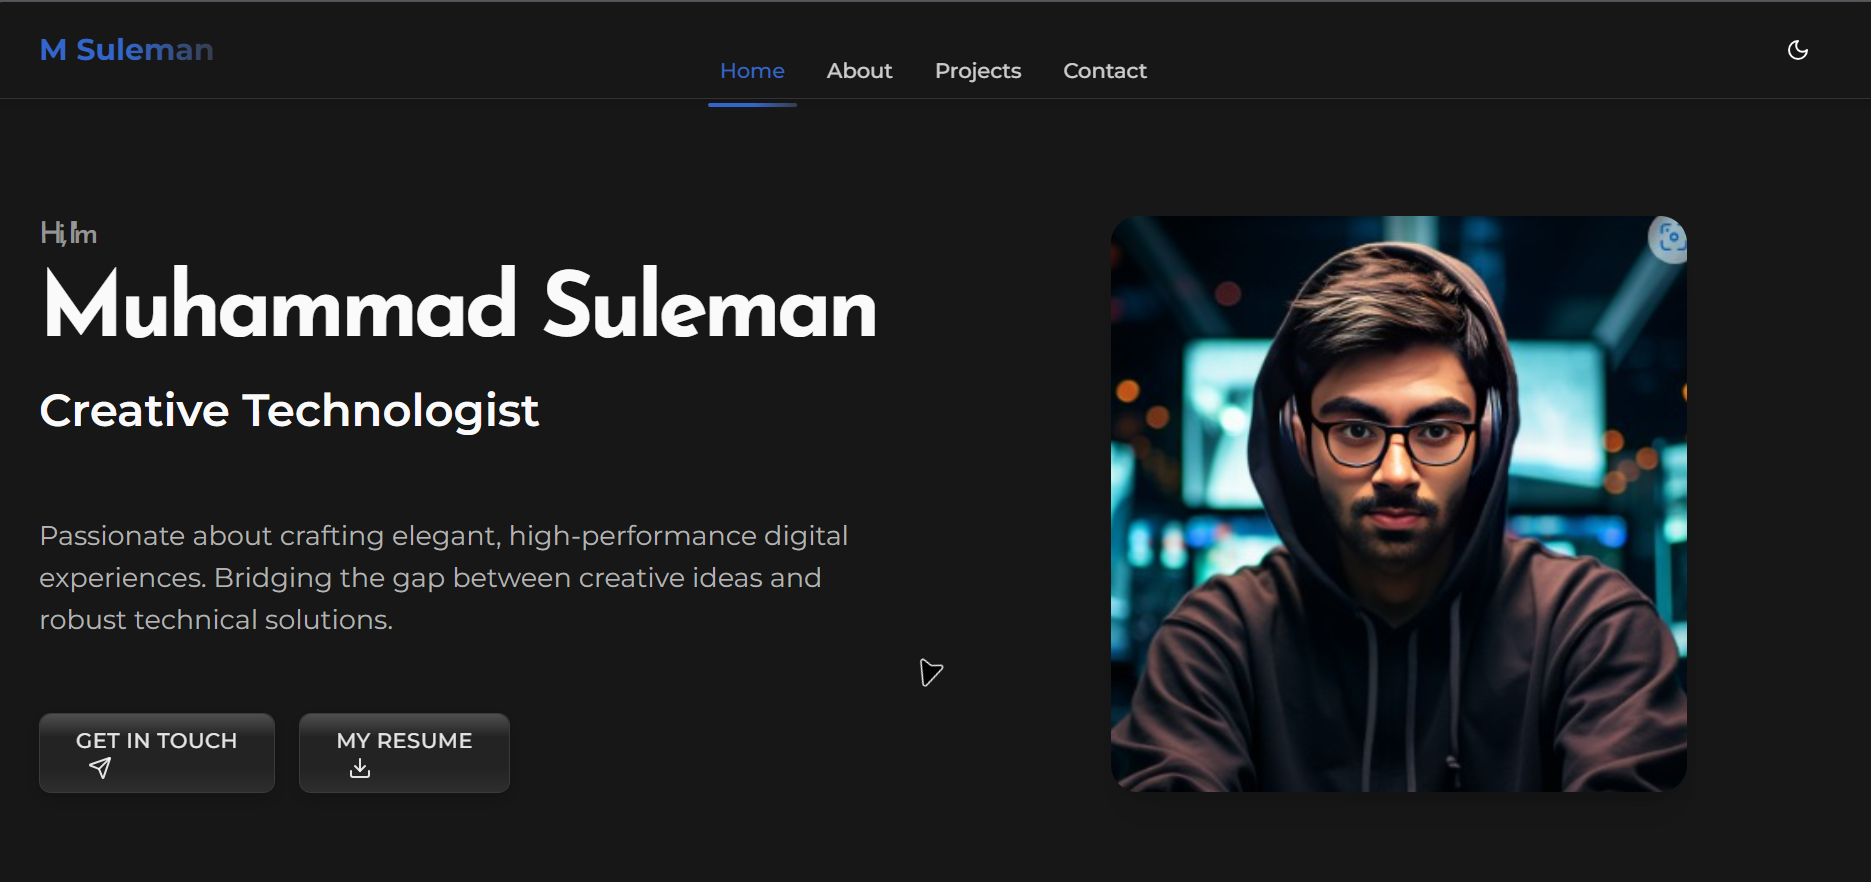 M Suleman
Home About Projects Contact
Hi, I'm
Muhammad Suleman
Creative Technologist
Passionate about crafting elegant, high-performance digital
experiences. Bridging the gap between creative ideas and
robust technical solutions.
GET IN TOUCH MY RESUME